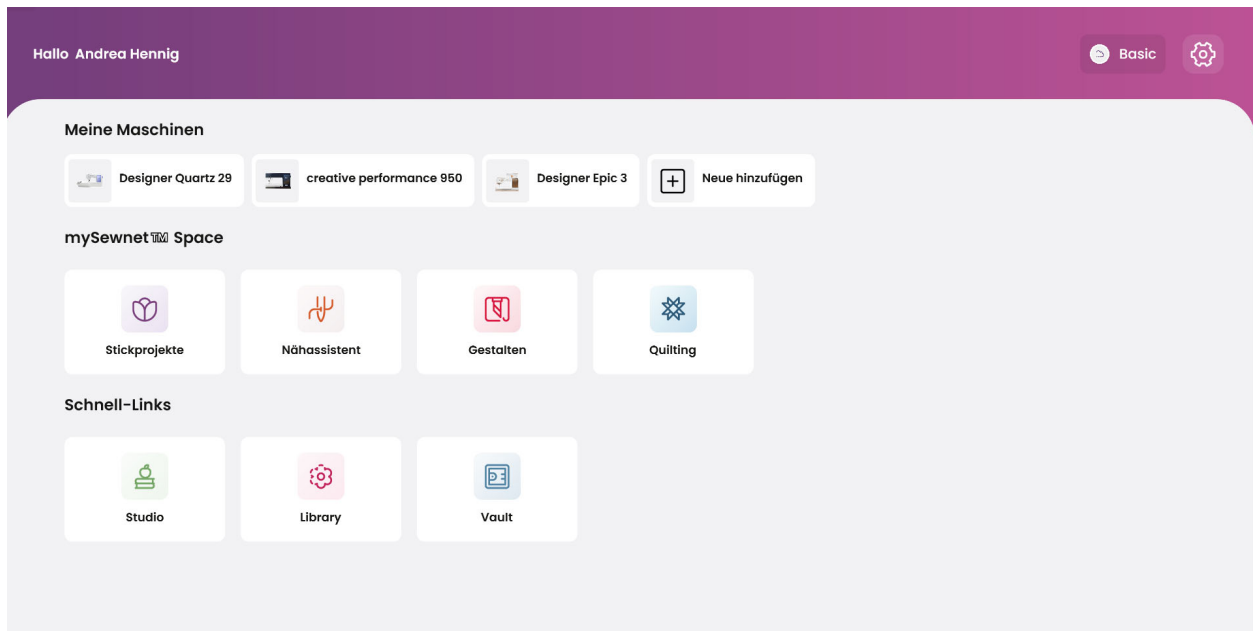 Hallo Andrea Hennig
Basic
Meine Maschinen
Designer Quartz 29
creative performance 950
Designer Epic 3
Neue hinzufügen
mySewnet™ Space
Stickprojekte
Nähassistent
Gestalten
Quilting
Schnell-Links
Studio
Library
Vault